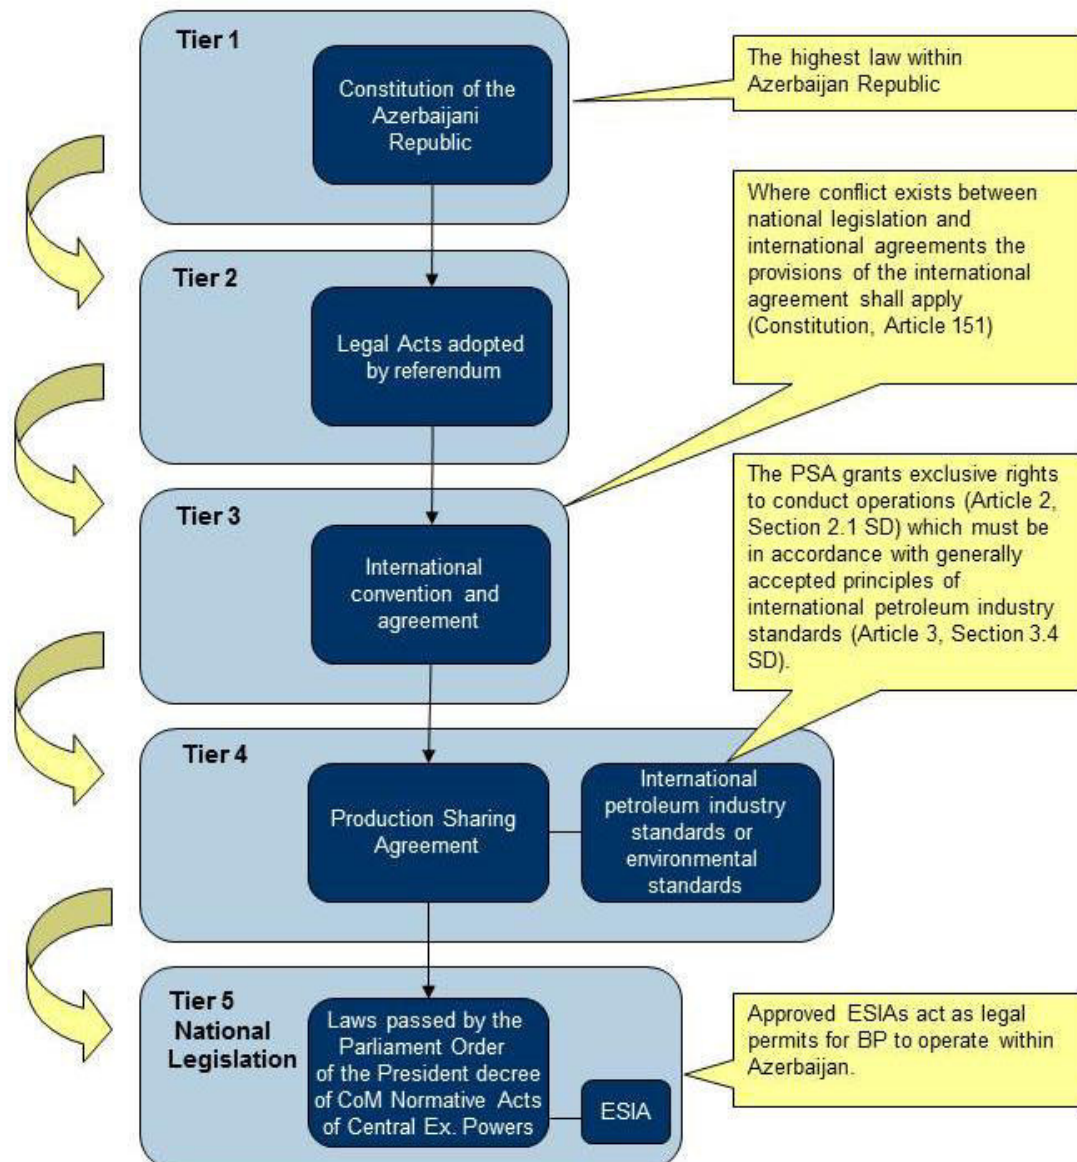 Tier 1
Constitution of the
Azerbaijani
Republic
The highest law within
Azerbaijan Republic
Where conflict exists between
national legislation and
international agreements the
provisions of the international
agreement shall apply
(Constitution, Article 151)
Tier 2
Legal Acts adopted
by referendum
Tier 3
International
convention and
agreement
The PSA grants exclusive rights
to conduct operations (Article 2,
Section 2.1 SD) which must be
in accordance with generally
accepted principles of
international petroleum industry
standards (Article 3, Section 3.4
SD).
Tier 4
Production Sharing
Agreement
International
petroleum industry
standards or
environmental
standards
Tier 5
National
Legislation
Laws passed by the
Parliament Order
of the President decree
of CoM Normative Acts
of Central Ex. Powers
ESIA
Approved ESIAs act as legal
permits for BP to operate within
Azerbaijan.